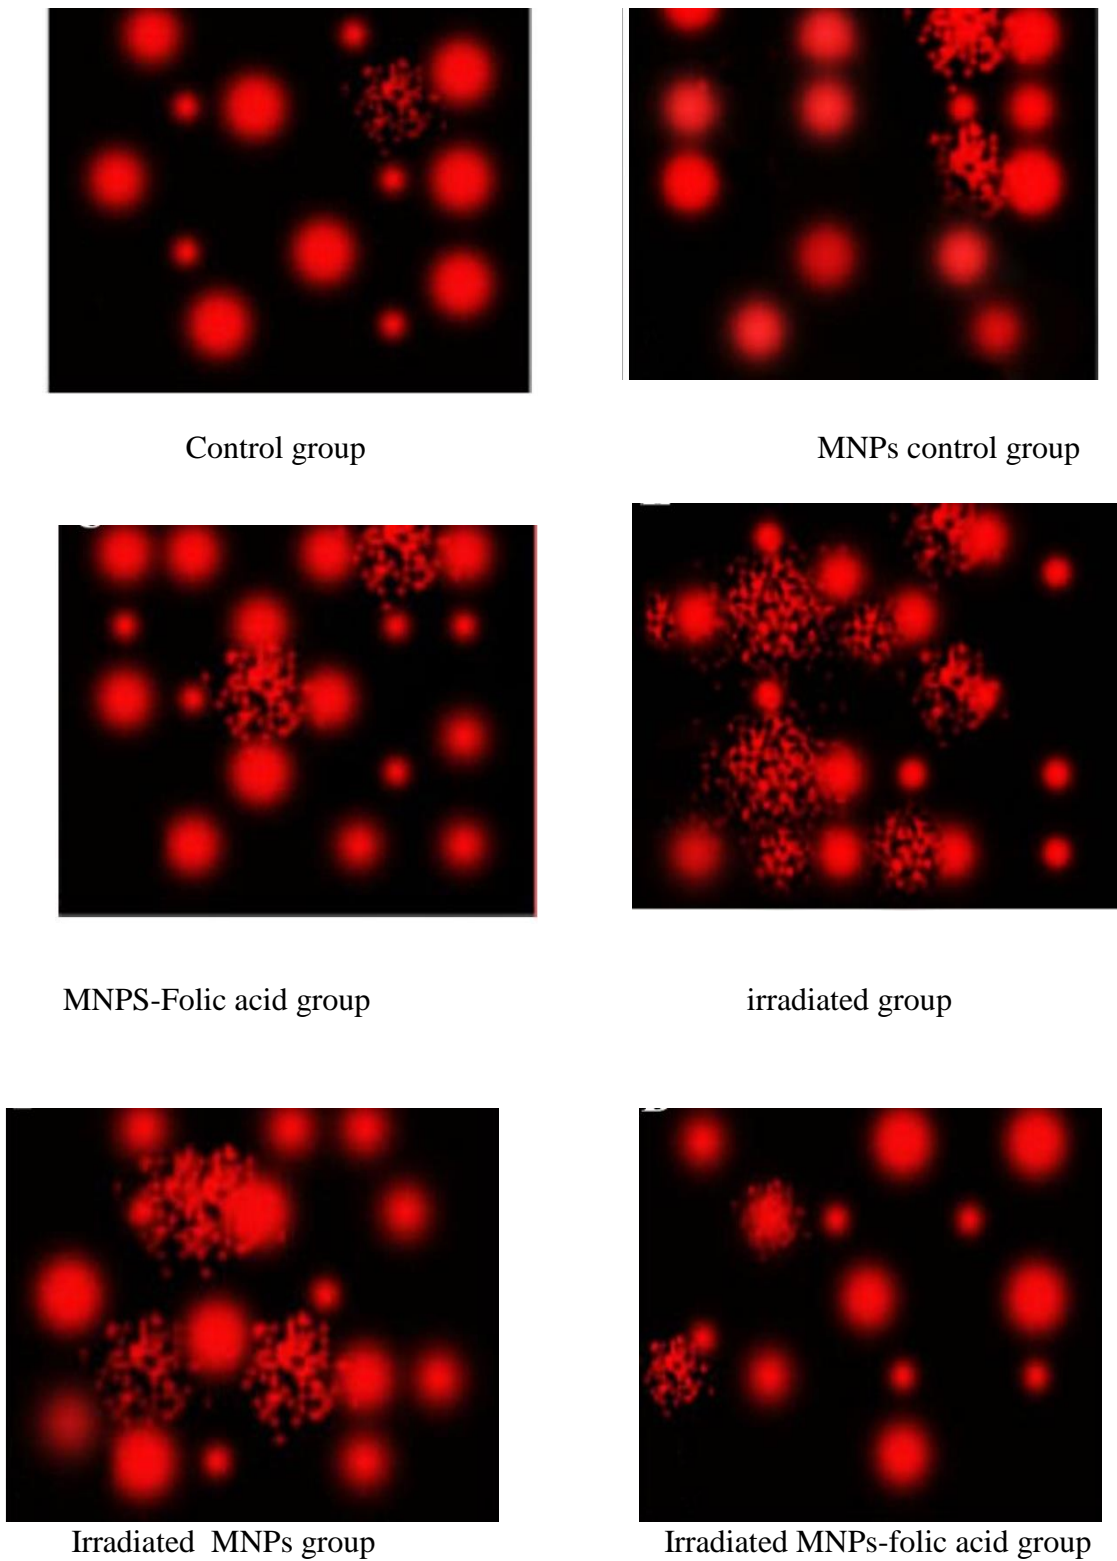 Control group
MNPs control group
MNPS-Folic acid group
irradiated group
Irradiated MNPs group
Irradiated MNPs-folic acid group